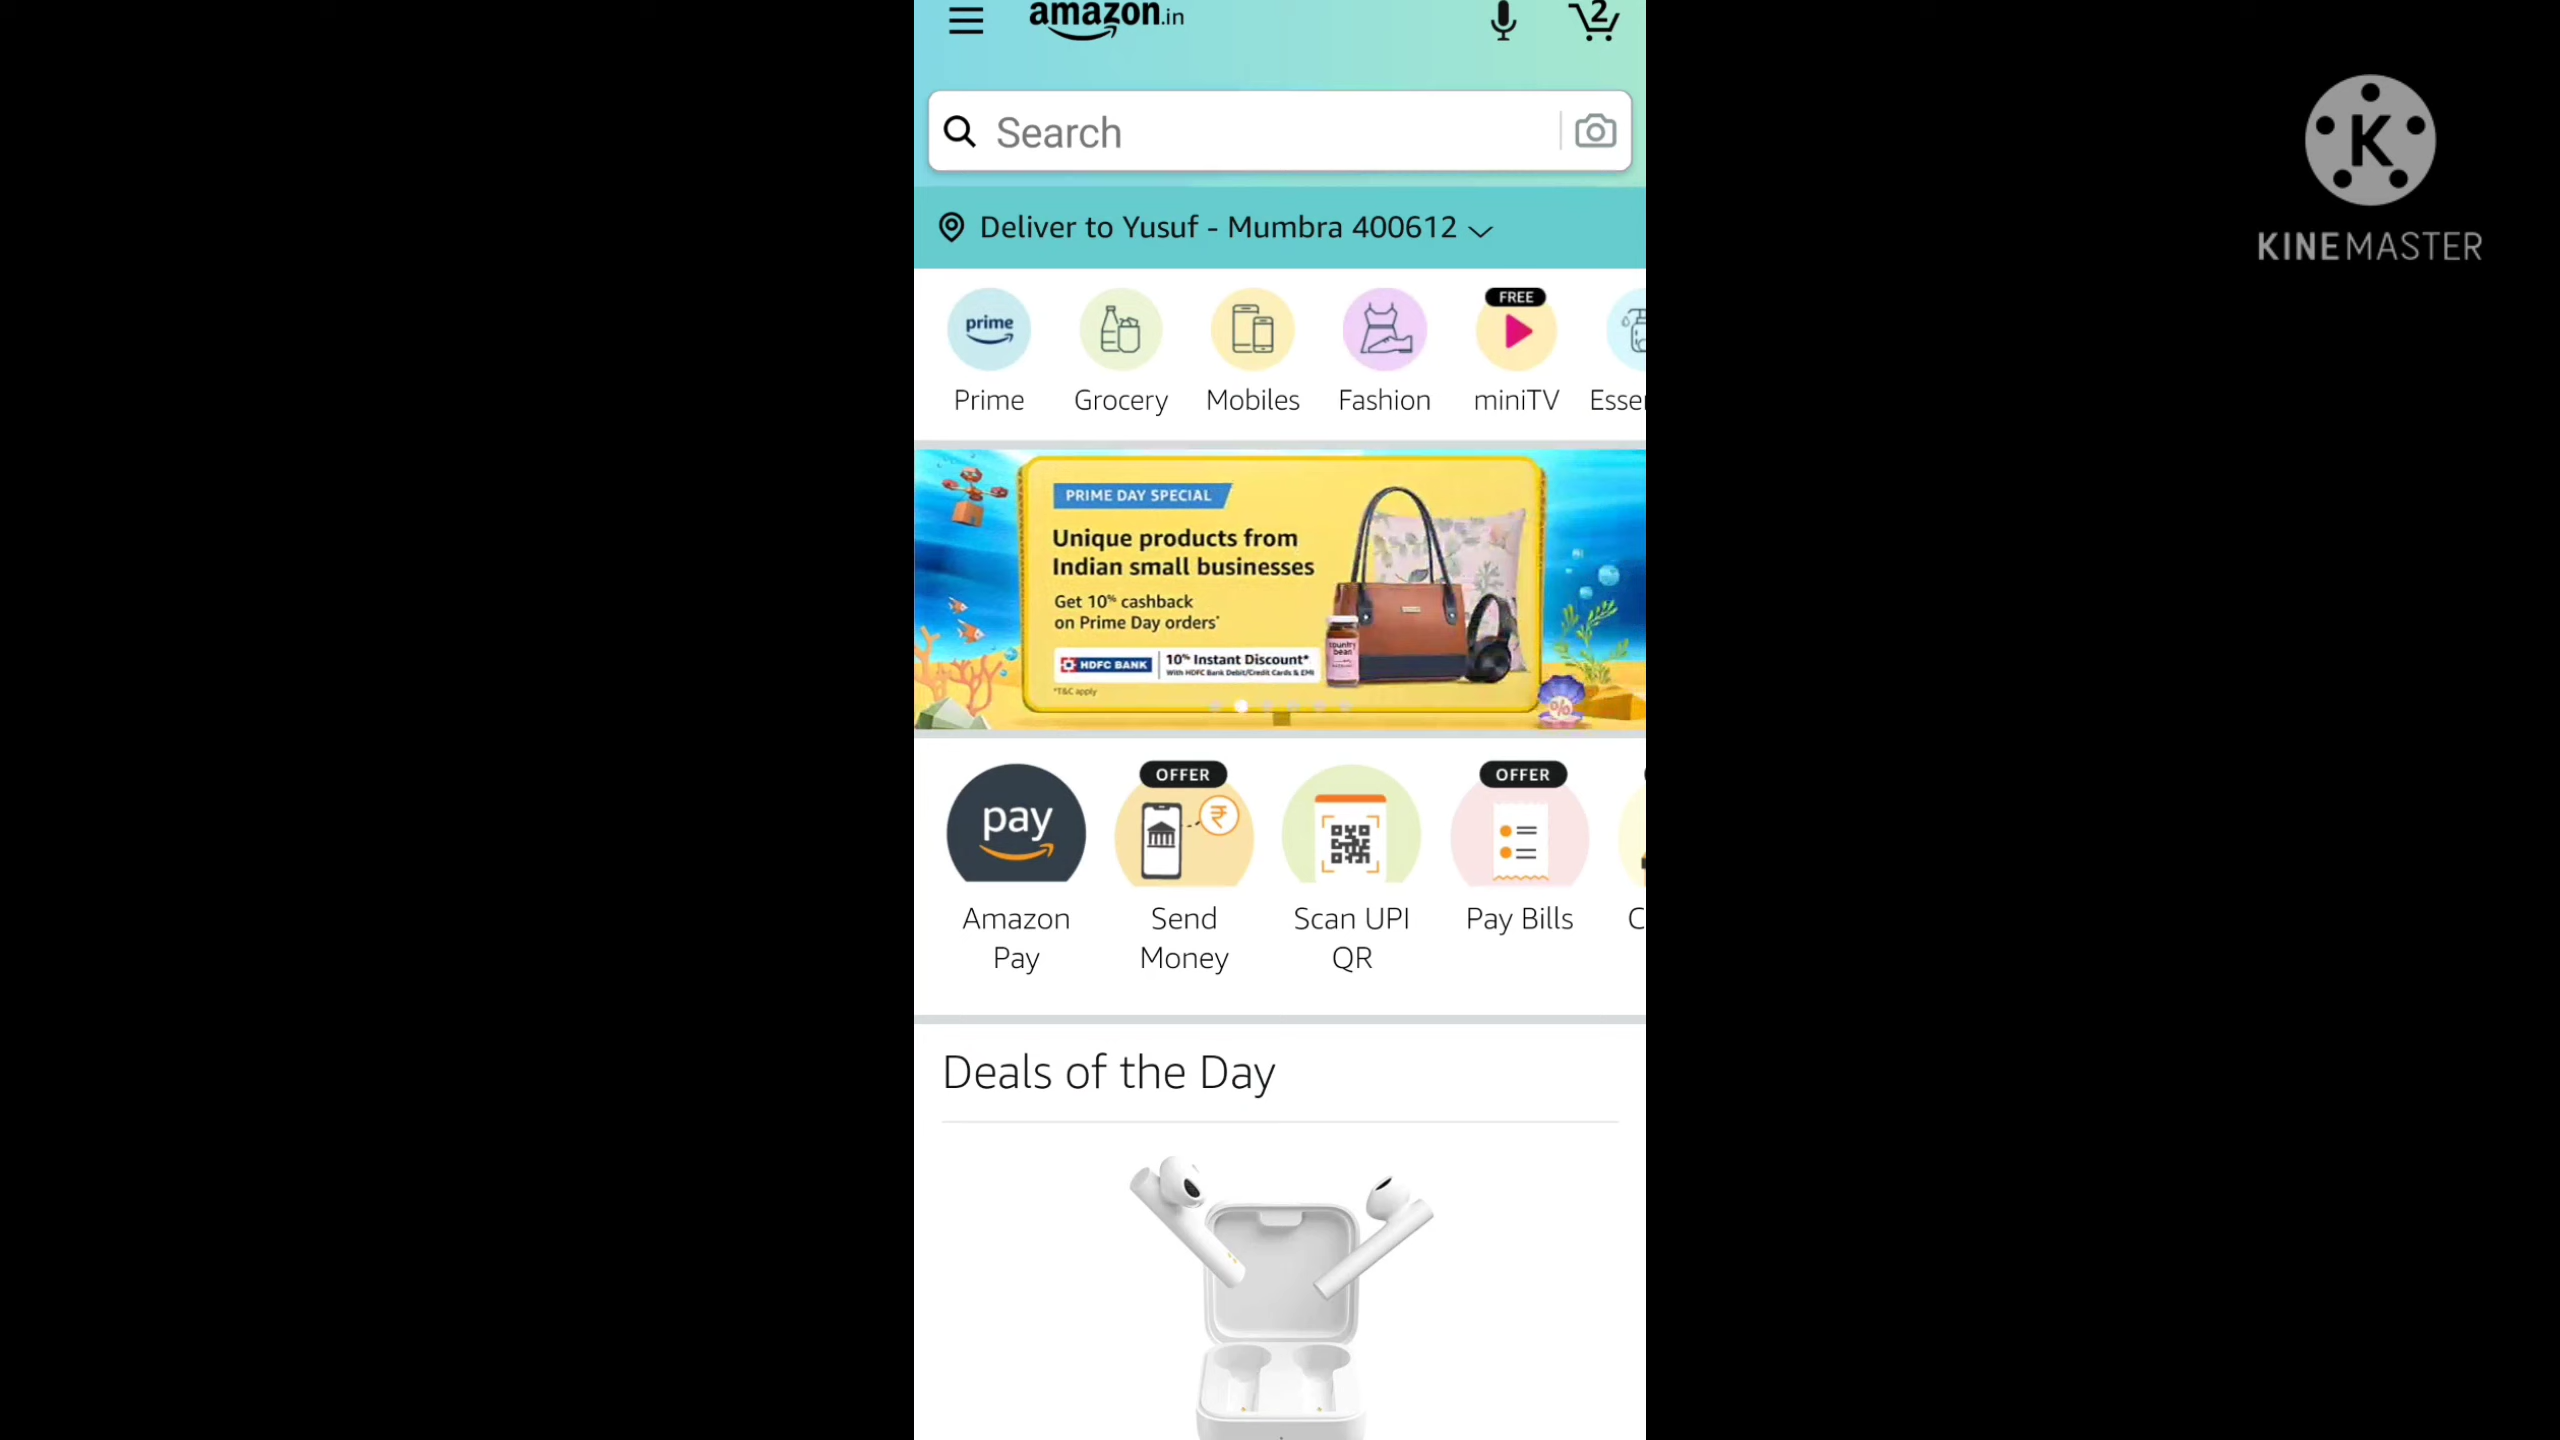 amazon.in
2
Search
K
KINEMASTER
Deliver to Yusuf - Mumbra 400612
prime
FREE
Prime
Grocery
Mobiles
Fashion
miniTV
Esse
PRIME DAY SPECIAL
Unique products from
Indian small businesses
Get 10% cashback
on Prime Day orders*
HDFC BANK
10% Instant Discount*
With HDFC Bank Debit/Credit Cards & EMI
*T&C apply
country
bean
%
OFFER
OFFER
pay
₹
Amazon
Pay
Send
Money
Scan UPI
QR
Pay Bills
C
Deals of the Day